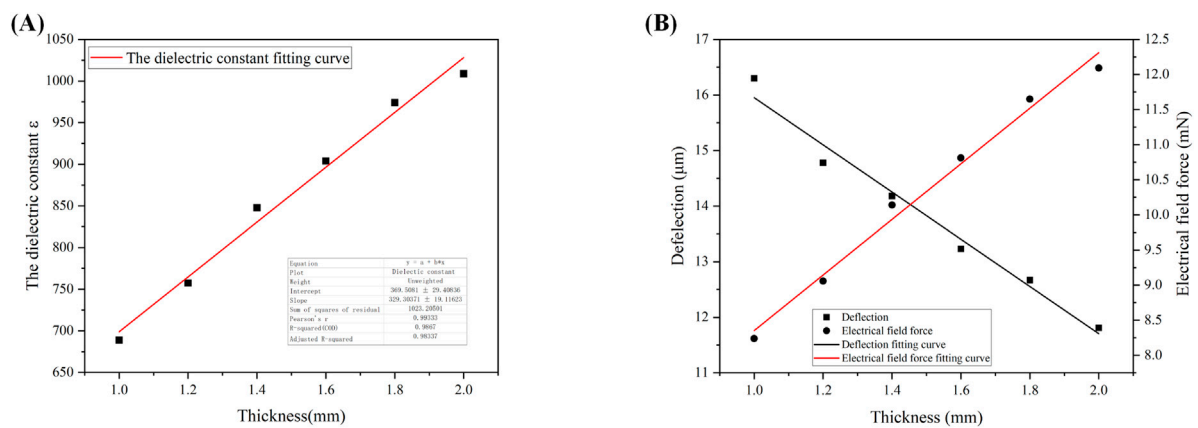 (A)
1050
1000
950
900
850
800
750
700
650
The dielectric constant ε
The dielectric constant fitting curve
Equation y = a + b*x
Plot Dielectic constant
Weight Unweighted
Intercept 369.5081 ± 29.40836
Slope 329.30371 ± 19.11623
Sum of squares of residual 1023.20501
Pearson's r 0.99333
R-squared(COD) 0.9867
Adjusted R-squared 0.98337
1.0 1.2 1.4 1.6 1.8 2.0
Thickness(mm)
(B)
17
16
15
14
13
12
11
Defelection (μm)
Deflection
Electrical field force
Deflection fitting curve
Electrical field force fitting curve
12.5
12.0
11.5
11.0
10.5
10.0
9.5
9.0
8.5
8.0
Electrical field force (mN)
1.0 1.2 1.4 1.6 1.8 2.0
Thickness (mm)